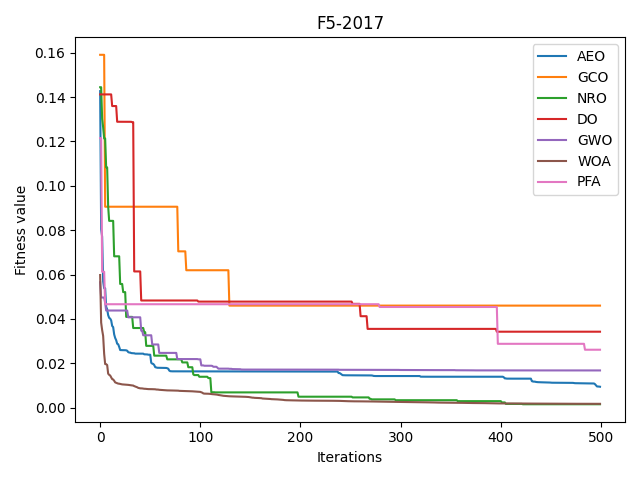 F5-2017
Fitness value
0.16
0.14
0.12
0.10
0.08
0.06
0.04
0.02
0.00
AEO
GCO
NRO
DO
GWO
WOA
PFA
0 100 200 300 400 500
Iterations